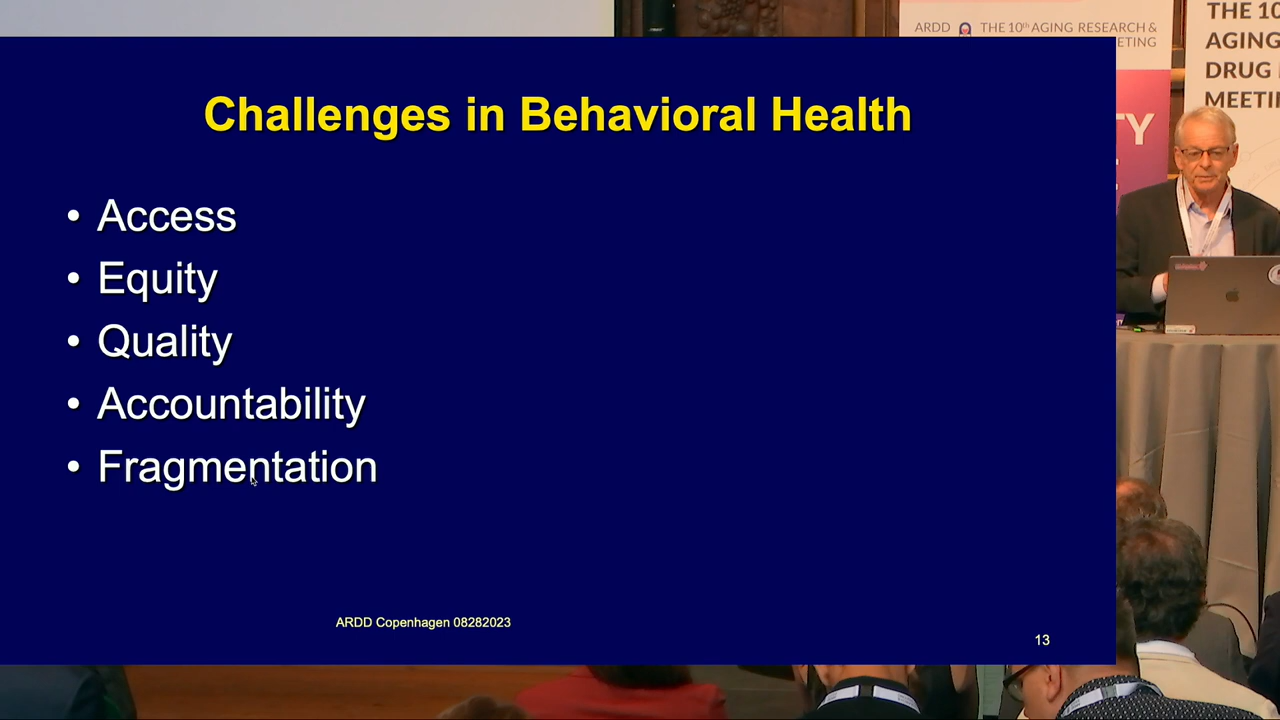 ARDD
THE 10th AGING RESEARCH &
ETING
THE 10
AGING
DRUG
MEETI
TY
Challenges in Behavioral Health
• Access
• Equity
• Quality
• Accountability
• Fragmentation
ARDD Copenhagen 08282023
13